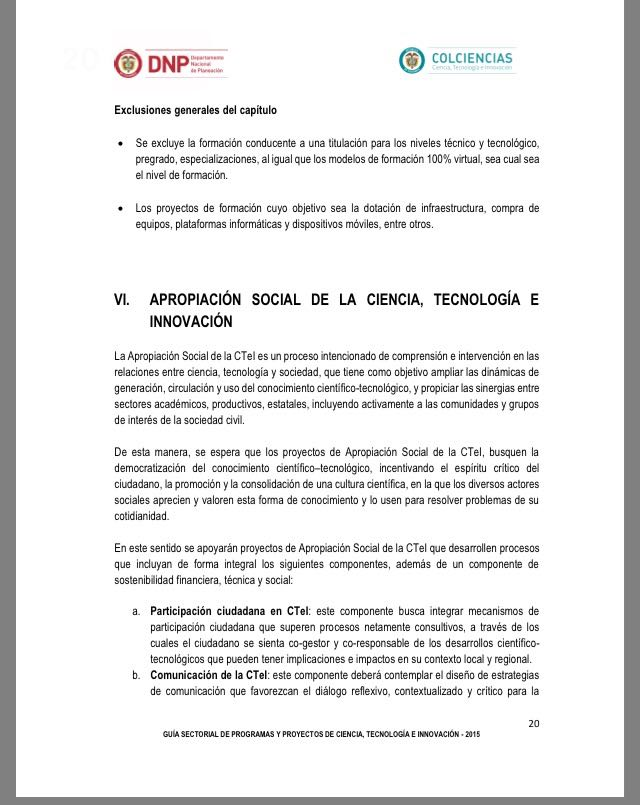 20
DNP Departamento
Nacional
de Planeación
COLCIENCIAS
Ciencia, Tecnología e Innovación
Exclusiones generales del capítulo
• Se excluye la formación conducente a una titulación para los niveles técnico y tecnológico,
pregrado, especializaciones, al igual que los modelos de formación 100% virtual, sea cual sea
el nivel de formación.
• Los proyectos de formación cuyo objetivo sea la dotación de infraestructura, compra de
equipos, plataformas informáticas y dispositivos móviles, entre otros.
VI. APROPIACIÓN SOCIAL DE LA CIENCIA, TECNOLOGÍA E
INNOVACIÓN
La Apropiación Social de la CTeI es un proceso intencionado de comprensión e intervención en las
relaciones entre ciencia, tecnología y sociedad, que tiene como objetivo ampliar las dinámicas de
generación, circulación y uso del conocimiento científico-tecnológico, y propiciar las sinergias entre
sectores académicos, productivos, estatales, incluyendo activamente a las comunidades y grupos
de interés de la sociedad civil.
De esta manera, se espera que los proyectos de Apropiación Social de la CTeI, busquen la
democratización del conocimiento científico–tecnológico, incentivando el espíritu crítico del
ciudadano, la promoción y la consolidación de una cultura científica, en la que los diversos actores
sociales aprecien y valoren esta forma de conocimiento y lo usen para resolver problemas de su
cotidianidad.
En este sentido se apoyarán proyectos de Apropiación Social de la CTeI que desarrollen procesos
que incluyan de forma integral los siguientes componentes, además de un componente de
sostenibilidad financiera, técnica y social:
a. Participación ciudadana en CTeI: este componente busca integrar mecanismos de
participación ciudadana que superen procesos netamente consultivos, a través de los
cuales el ciudadano se sienta co-gestor y co-responsable de los desarrollos científico-
tecnológicos que pueden tener implicaciones e impactos en su contexto local y regional.
b. Comunicación de la CTeI: este componente deberá contemplar el diseño de estrategias
de comunicación que favorezcan el diálogo reflexivo, contextualizado y crítico para la
20
GUÍA SECTORIAL DE PROGRAMAS Y PROYECTOS DE CIENCIA, TECNOLOGÍA E INNOVACIÓN - 2015